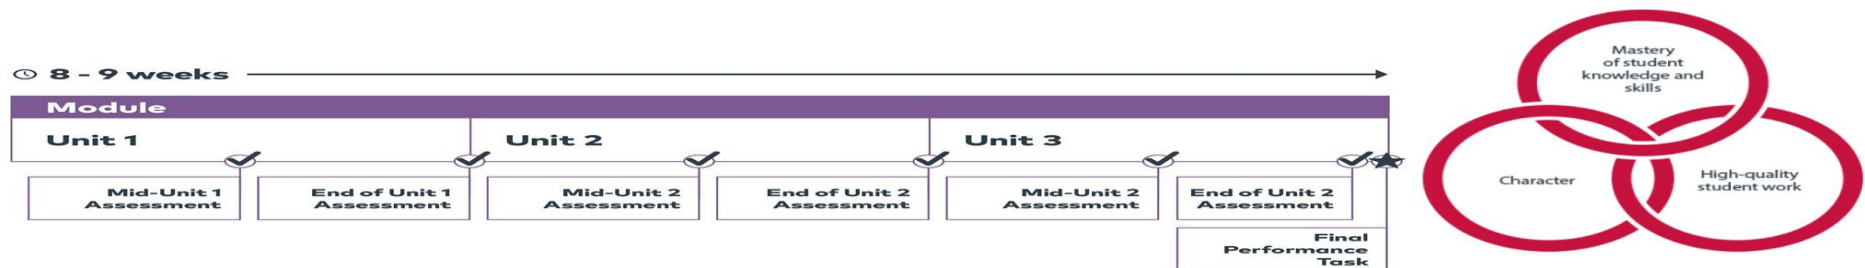 8 - 9 weeks
Module
Unit 1
Unit 2
Unit 3
Mid-Unit 1
Assessment
End of Unit 1
Assessment
Mid-Unit 2
Assessment
End of Unit 2
Assessment
Mid-Unit 2
Assessment
End of Unit 2
Assessment
Final
Performance
Task
Mastery
of student
knowledge and
skills
Character
High-quality
student work